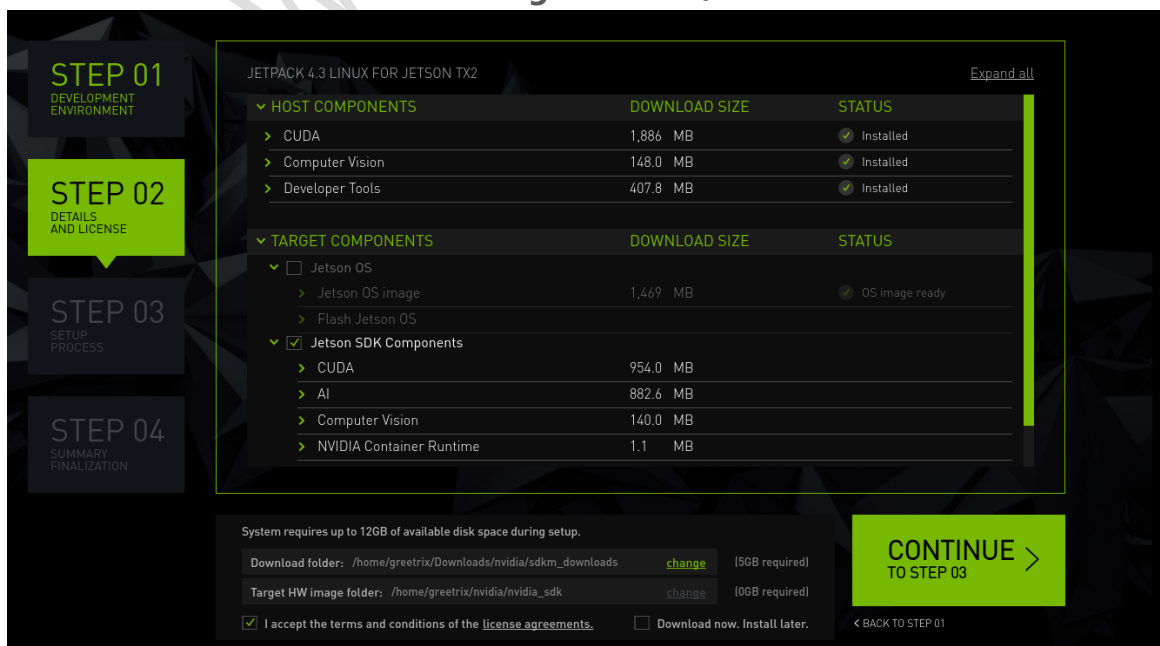 STEP 01
DEVELOPMENT
ENVIRONMENT
STEP 02
DETAILS
AND LICENSE
STEP 03
SETUP
PROCESS
STEP 04
SUMMARY
FINALIZATION
JETPACK 4.3 LINUX FOR JETSON TX2 Expand all
HOST COMPONENTS DOWNLOAD SIZE STATUS
CUDA 1,886 MB Installed
Computer Vision 148.0 MB Installed
Developer Tools 407.8 MB Installed
TARGET COMPONENTS DOWNLOAD SIZE STATUS
Jetson OS
Jetson OS image 1,469 MB OS image ready
Flash Jetson OS
Jetson SDK Components
CUDA 954.0 MB
AI 882.6 MB
Computer Vision 140.0 MB
NVIDIA Container Runtime 1.1 MB
System requires up to 12GB of available disk space during setup.
Download folder: /home/greetrix/Downloads/nvidia/sdkm_downloads change (5GB required)
Target HW image folder: /home/greetrix/nvidia/nvidia_sdk change (0GB required)
I accept the terms and conditions of the license agreements. Download now. Install later.
CONTINUE
TO STEP 03
BACK TO STEP 01